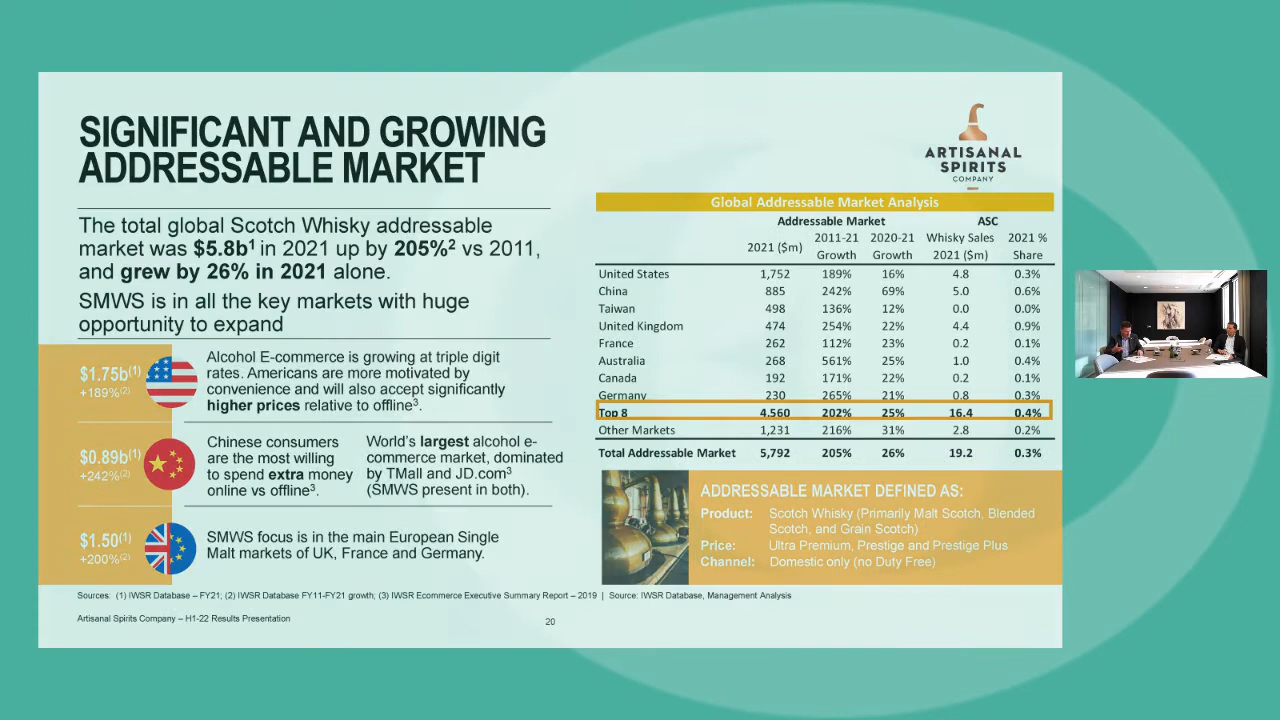 SIGNIFICANT AND GROWING
ADDRESSABLE MARKET
The total global Scotch Whisky addressable
market was $5.8b¹ in 2021 up by 205%² vs 2011,
and grew by 26% in 2021 alone.
SMWS is in all the key markets with huge
opportunity to expand
$1.75b(1)
+189%(2)
Alcohol E-commerce is growing at triple digit
rates. Americans are more motivated by
convenience and will also accept significantly
higher prices relative to offline³.
$0.89b(1)
+242%(2)
Chinese consumers
are the most willing
to spend extra money
online vs offline³.
World's largest alcohol e-
commerce market, dominated
by TMall and JD.com³
(SMWS present in both).
$1.50(1)
+200%(2)
SMWS focus is in the main European Single
Malt markets of UK, France and Germany.
ARTISANAL
SPIRITS
COMPANY
Global Addressable Market Analysis
Addressable Market ASC
2021 ($m) 2011-21 Growth 2020-21 Growth Whisky Sales 2021 ($m) 2021 % Share
United States 1,752 189% 16% 4.8 0.3%
China 885 242% 69% 5.0 0.6%
Taiwan 498 136% 12% 0.0 0.0%
United Kingdom 474 254% 22% 4.4 0.9%
France 262 112% 23% 0.2 0.1%
Australia 268 561% 25% 1.0 0.4%
Canada 192 171% 22% 0.2 0.1%
Germany 230 265% 21% 0.8 0.3%
Top 8 4.560 202% 25% 16.4 0.4%
Other Markets 1,231 216% 31% 2.8 0.2%
Total Addressable Market 5,792 205% 26% 19.2 0.3%
ADDRESSABLE MARKET DEFINED AS:
Product: Scotch Whisky (Primarily Malt Scotch, Blended
Scotch, and Grain Scotch)
Price: Ultra Premium, Prestige and Prestige Plus
Channel: Domestic only (no Duty Free)
Sources: (1) IWSR Database – FY21; (2) IWSR Database FY11-FY21 growth; (3) IWSR Ecommerce Executive Summary Report – 2019 | Source: IWSR Database, Management Analysis
Artisanal Spirits Company – H1-22 Results Presentation
20